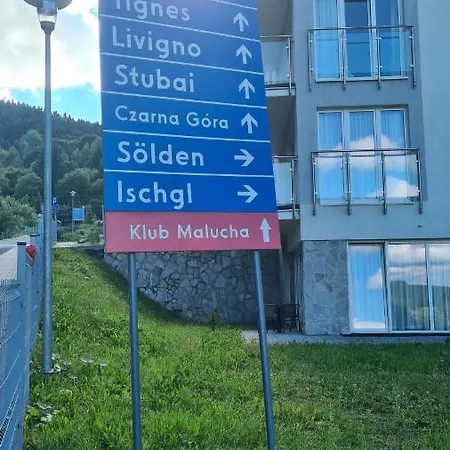 Tignes ↑
Livigno ↑
Stubai ↑
Czarna Góra ↑
Sölden →
Ischgl →
Klub Malucha ↑